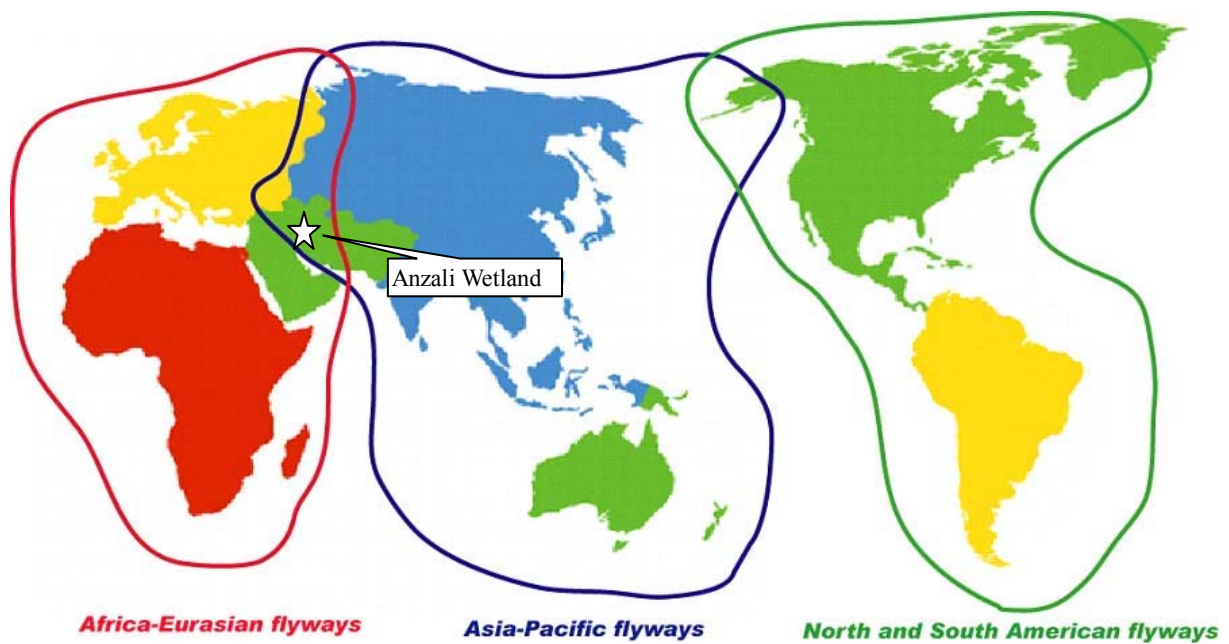 Anzali Wetland
Africa-Eurasian flyways
Asia-Pacific flyways
North and South American flyways